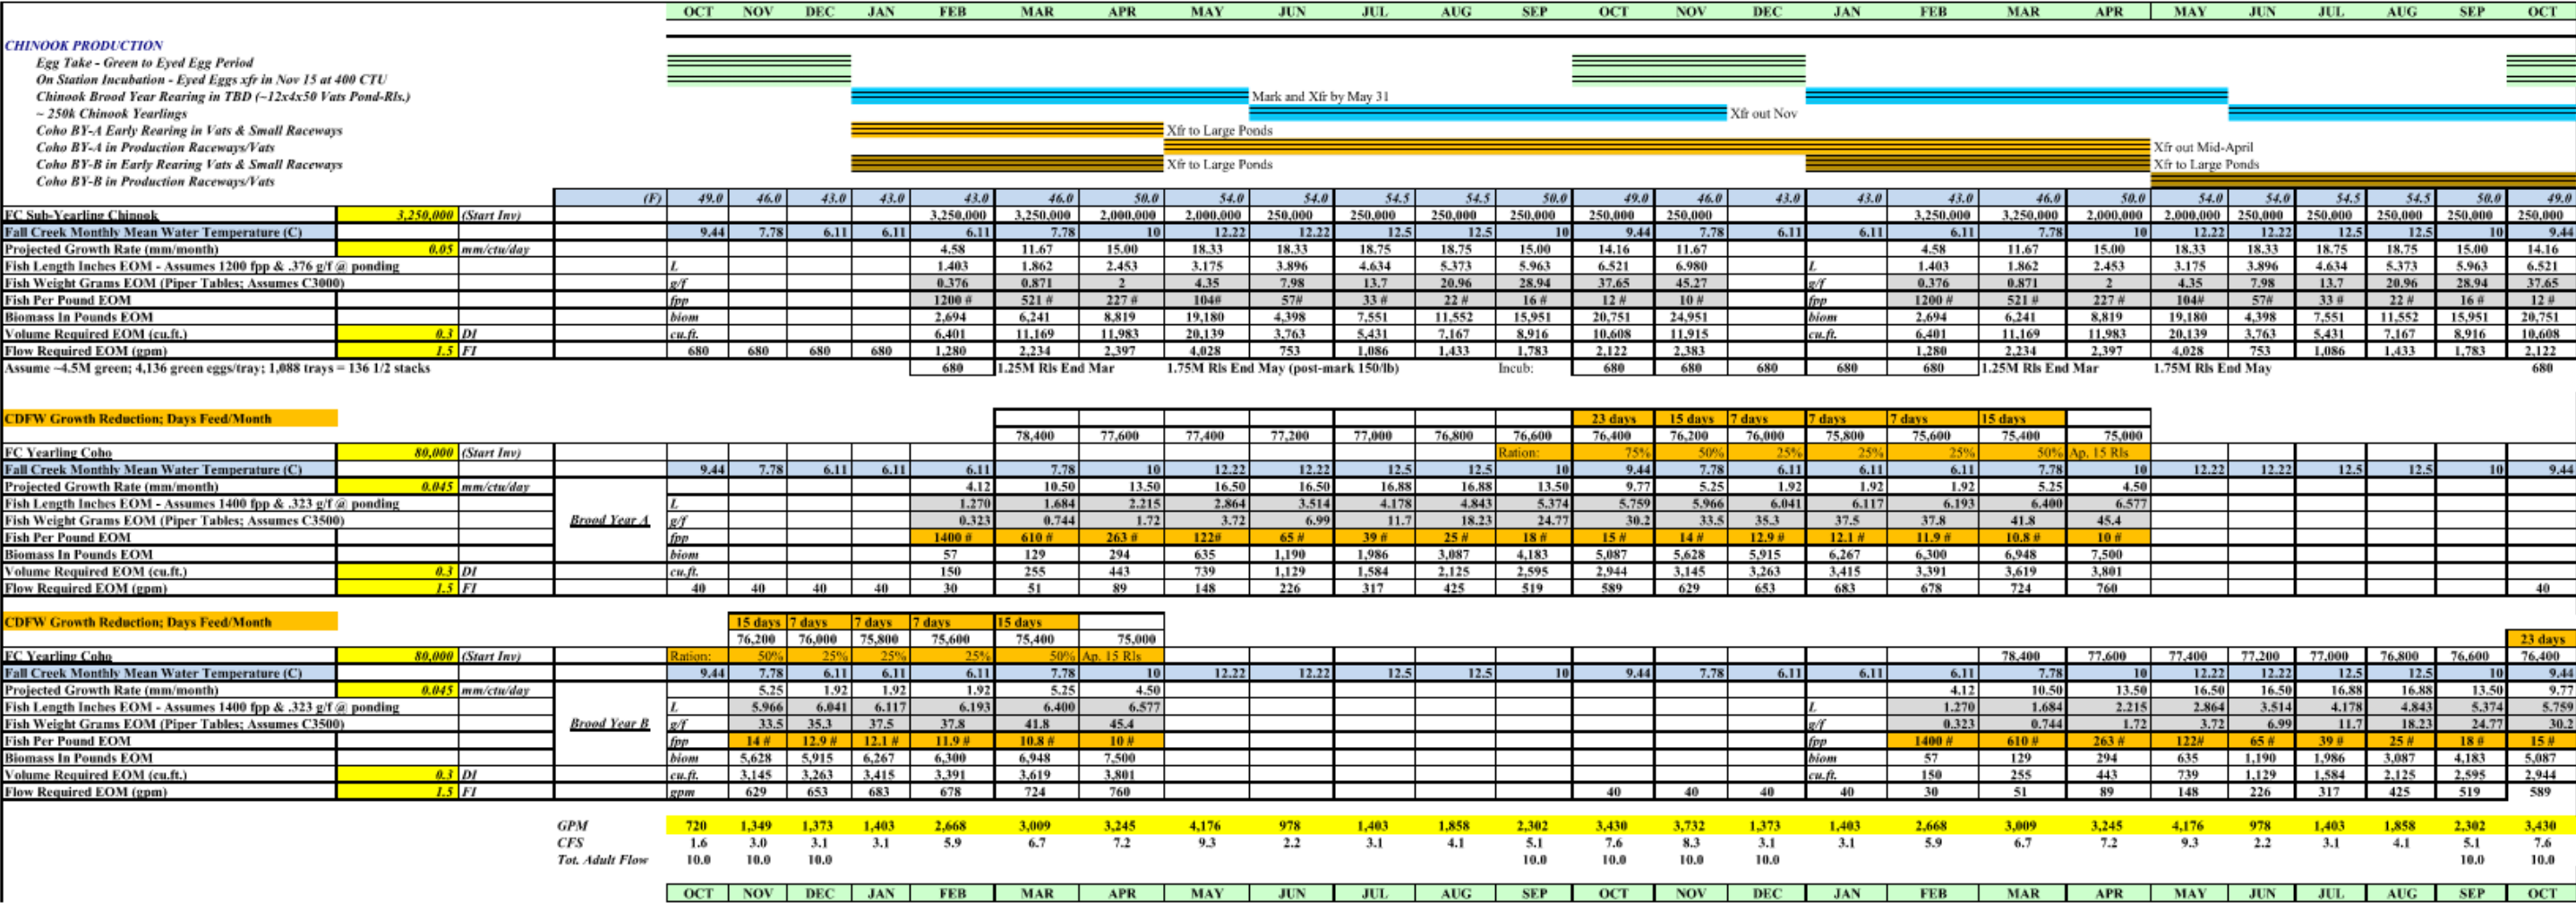 OCT NOV DEC JAN FEB MAR APR MAY JUN JUL AUG SEP OCT NOV DEC JAN FEB MAR APR MAY JUN JUL AUG SEP OCT
CHINOOK PRODUCTION
Egg Take - Green to Eyed Egg Period
On Station Incubation - Eyed Eggs xfr in Nov 15 at 400 CTU
Chinook Brood Year Rearing in TBD (~12x4x50 Vats Pond-Rls.) Mark and Xfr by May 31
~ 250k Chinook Yearlings Xfr out Nov
Coho BY-A Early Rearing in Vats & Small Raceways Xfr to Large Ponds
Coho BY-A in Production Raceways/Vats Xfr out Mid-April
Coho BY-B in Early Rearing Vats & Small Raceways Xfr to Large Ponds Xfr to Large Ponds
Coho BY-B in Production Raceways/Vats
(F) 49.0 46.0 43.0 43.0 43.0 46.0 50.0 54.0 54.0 54.5 54.5 50.0 49.0 46.0 43.0 43.0 43.0 46.0 50.0 54.0 54.0 54.5 54.5 50.0 49.0
FC Sub-Yearling Chinook 3,250,000 (Start Inv) 3,250,000 3,250,000 2,000,000 2,000,000 250,000 250,000 250,000 250,000 250,000 250,000 3,250,000 3,250,000 2,000,000 2,000,000 250,000 250,000 250,000 250,000 250,000
Fall Creek Monthly Mean Water Temperature (C) 9.44 7.78 6.11 6.11 6.11 7.78 10 12.22 12.22 12.5 12.5 10 9.44 7.78 6.11 6.11 6.11 7.78 10 12.22 12.22 12.5 12.5 10 9.44
Projected Growth Rate (mm/month) 0.05 mm/ctu/day 4.58 11.67 15.00 18.33 18.33 18.75 18.75 15.00 14.16 11.67 4.58 11.67 15.00 18.33 18.33 18.75 18.75 15.00 14.16
Fish Length Inches EOM - Assumes 1200 fpp & .376 g/f @ ponding L 1.403 1.862 2.453 3.175 3.896 4.634 5.373 5.963 6.521 6.980 L 1.403 1.862 2.453 3.175 3.896 4.634 5.373 5.963 6.521
Fish Weight Grams EOM (Piper Tables; Assumes C3000) g/f 0.376 0.871 2 4.35 7.98 13.7 20.96 28.94 37.65 45.27 g/f 0.376 0.871 2 4.35 7.98 13.7 20.96 28.94 37.65
Fish Per Pound EOM fpp 1200 # 521 # 227 # 104# 57# 33 # 22 # 16 # 12 # 10 # fpp 1200 # 521 # 227 # 104# 57# 33 # 22 # 16 # 12 #
Biomass In Pounds EOM biom 2,694 6,241 8,819 19,180 4,398 7,551 11,552 15,951 20,751 24,951 biom 2,694 6,241 8,819 19,180 4,398 7,551 11,552 15,951 20,751
Volume Required EOM (cu.ft.) 0.3 DI cu.ft. 6,401 11,169 11,983 20,139 3,763 5,431 7,167 8,916 10,608 11,915 cu.ft. 6,401 11,169 11,983 20,139 3,763 5,431 7,167 8,916 10,608
Flow Required EOM (gpm) 1.5 FI 680 680 680 680 1,280 2,234 2,397 4,028 753 1,086 1,433 1,783 2,122 2,383 1,280 2,234 2,397 4,028 753 1,086 1,433 1,783 2,122
Assume ~4.5M green; 4,136 green eggs/tray; 1,088 trays = 136 1/2 stacks 680 1.25M Rls End Mar 1.75M Rls End May (post-mark 150/lb) Incub: 680 680 680 680 680 1.25M Rls End Mar 1.75M Rls End May 680
CDFW Growth Reduction; Days Feed/Month 23 days 15 days 7 days 7 days 7 days 15 days
78,400 77,600 77,400 77,200 77,000 76,800 76,600 76,400 76,200 76,000 75,800 75,600 75,400 75,000
FC Yearling Coho 80,000 (Start Inv) Ration: 75% 50% 25% 25% 25% 50% Ap. 15 Rls
Fall Creek Monthly Mean Water Temperature (C) 9.44 7.78 6.11 6.11 6.11 7.78 10 12.22 12.22 12.5 12.5 10 9.44 7.78 6.11 6.11 6.11 7.78 10 12.22 12.22 12.5 12.5 10 9.44
Projected Growth Rate (mm/month) 0.045 mm/ctu/day 4.12 10.50 13.50 16.50 16.50 16.88 16.88 13.50 9.77 5.25 1.92 1.92 1.92 5.25 4.50
Fish Length Inches EOM - Assumes 1400 fpp & .323 g/f @ ponding L 1.270 1.684 2.215 2.864 3.514 4.178 4.843 5.374 5.759 5.966 6.041 6.117 6.193 6.400 6.577
Fish Weight Grams EOM (Piper Tables; Assumes C3500) Brood Year A g/f 0.323 0.744 1.72 3.72 6.99 11.7 18.23 24.77 30.2 33.5 35.3 37.5 37.8 41.8 45.4
Fish Per Pound EOM fpp 1400 # 610 # 263 # 122# 65 # 39 # 25 # 18 # 15 # 14 # 12.9 # 12.1 # 11.9 # 10.8 # 10 #
Biomass In Pounds EOM biom 57 129 294 635 1,190 1,986 3,087 4,183 5,087 5,628 5,915 6,267 6,300 6,948 7,500
Volume Required EOM (cu.ft.) 0.3 DI cu.ft. 150 255 443 739 1,129 1,584 2,125 2,595 2,944 3,145 3,263 3,415 3,391 3,619 3,801
Flow Required EOM (gpm) 1.5 FI 40 40 40 40 30 51 89 148 226 317 425 519 589 629 653 683 678 724 760 40
CDFW Growth Reduction; Days Feed/Month 15 days 7 days 7 days 7 days 15 days
76,200 76,000 75,800 75,600 75,400 75,000 23 days
FC Yearling Coho 80,000 (Start Inv) Ration: 50% 25% 25% 25% 50% Ap. 15 Rls 78,400 77,600 77,400 77,200 77,000 76,800 76,600 76,400
Fall Creek Monthly Mean Water Temperature (C) 9.44 7.78 6.11 6.11 6.11 7.78 10 12.22 12.22 12.5 12.5 10 9.44 7.78 6.11 6.11 6.11 7.78 10 12.22 12.22 12.5 12.5 10 9.44
Projected Growth Rate (mm/month) 0.045 mm/ctu/day 5.25 1.92 1.92 1.92 5.25 4.50 4.12 10.50 13.50 16.50 16.50 16.88 16.88 13.50 9.77
Fish Length Inches EOM - Assumes 1400 fpp & .323 g/f @ ponding L 5.966 6.041 6.117 6.193 6.400 6.577 L 1.270 1.684 2.215 2.864 3.514 4.178 4.843 5.374 5.759
Fish Weight Grams EOM (Piper Tables; Assumes C3500) Brood Year B g/f 33.5 35.3 37.5 37.8 41.8 45.4 g/f 0.323 0.744 1.72 3.72 6.99 11.7 18.23 24.77 30.2
Fish Per Pound EOM fpp 14 # 12.9 # 12.1 # 11.9 # 10.8 # 10 # fpp 1400 # 610 # 263 # 122# 65 # 39 # 25 # 18 # 15 #
Biomass In Pounds EOM biom 5,628 5,915 6,267 6,300 6,948 7,500 biom 57 129 294 635 1,190 1,986 3,087 4,183 5,087
Volume Required EOM (cu.ft.) 0.3 DI cu.ft. 3,145 3,263 3,415 3,391 3,619 3,801 cu.ft. 150 255 443 739 1,129 1,584 2,125 2,595 2,944
Flow Required EOM (gpm) 1.5 FI gpm 629 653 683 678 724 760 40 40 40 40 30 51 89 148 226 317 425 519 589
GPM 720 1,349 1,373 1,403 2,668 3,009 3,245 4,176 978 1,403 1,858 2,302 3,430 3,732 1,373 1,403 2,668 3,009 3,245 4,176 978 1,403 1,858 2,302 3,430
CFS 1.6 3.0 3.1 3.1 5.9 6.7 7.2 9.3 2.2 3.1 4.1 5.1 7.6 8.3 3.1 3.1 5.9 6.7 7.2 9.3 2.2 3.1 4.1 5.1 7.6
Tot. Adult Flow 10.0 10.0 10.0 10.0 10.0 10.0 10.0 10.0 10.0
OCT NOV DEC JAN FEB MAR APR MAY JUN JUL AUG SEP OCT NOV DEC JAN FEB MAR APR MAY JUN JUL AUG SEP OCT